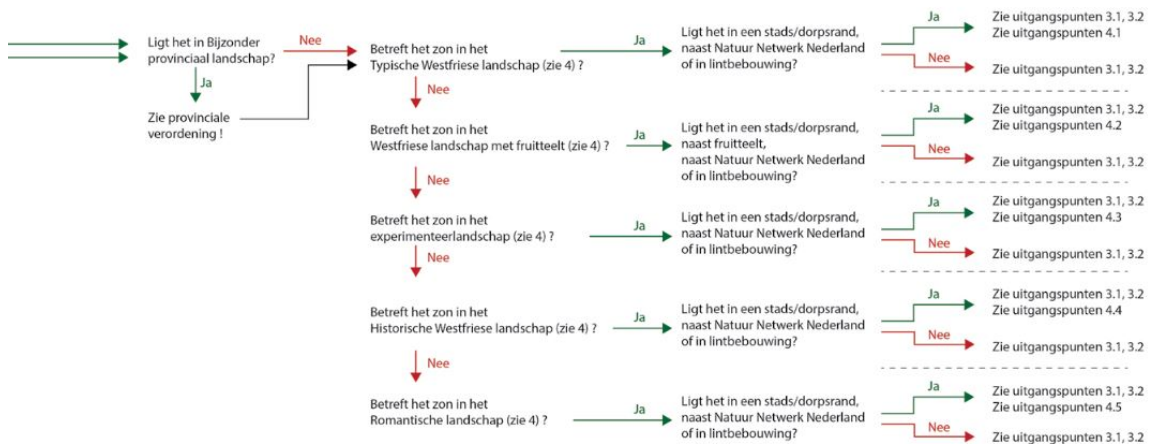 Ligt het in Bijzonder
provinciaal landschap?
Nee
Ja
Zie provinciale
verordening !
Betreft het zon in het
Typische Westfriese landschap (zie 4) ?
Ja
Nee
Ligt het in een stads/dorpsrand,
naast Natuur Netwerk Nederland
of in lintbebouwing?
Ja
Zie uitgangspunten 3.1, 3.2
Zie uitgangspunten 4.1
Nee
Zie uitgangspunten 3.1, 3.2
Betreft het zon in het
Westfriese landschap met fruitteelt (zie 4) ?
Ja
Nee
Ligt het in een stads/dorpsrand,
naast fruitteelt,
naast Natuur Netwerk Nederland
of in lintbebouwing?
Ja
Zie uitgangspunten 3.1, 3.2
Zie uitgangspunten 4.2
Nee
Zie uitgangspunten 3.1, 3.2
Betreft het zon in het
experimenteerlandschap (zie 4) ?
Ja
Nee
Ligt het in een stads/dorpsrand,
naast Natuur Netwerk Nederland
of in lintbebouwing?
Ja
Zie uitgangspunten 3.1, 3.2
Zie uitgangspunten 4.3
Nee
Zie uitgangspunten 3.1, 3.2
Betreft het zon in het
Historische Westfriese landschap (zie 4) ?
Ja
Nee
Ligt het in een stads/dorpsrand,
naast Natuur Netwerk Nederland
of in lintbebouwing?
Ja
Zie uitgangspunten 3.1, 3.2
Zie uitgangspunten 4.4
Nee
Zie uitgangspunten 3.1, 3.2
Betreft het zon in het
Romantische landschap (zie 4) ?
Ja
Ligt het in een stads/dorpsrand,
naast Natuur Netwerk Nederland
of in lintbebouwing?
Ja
Zie uitgangspunten 3.1, 3.2
Zie uitgangspunten 4.5
Nee
Zie uitgangspunten 3.1, 3.2